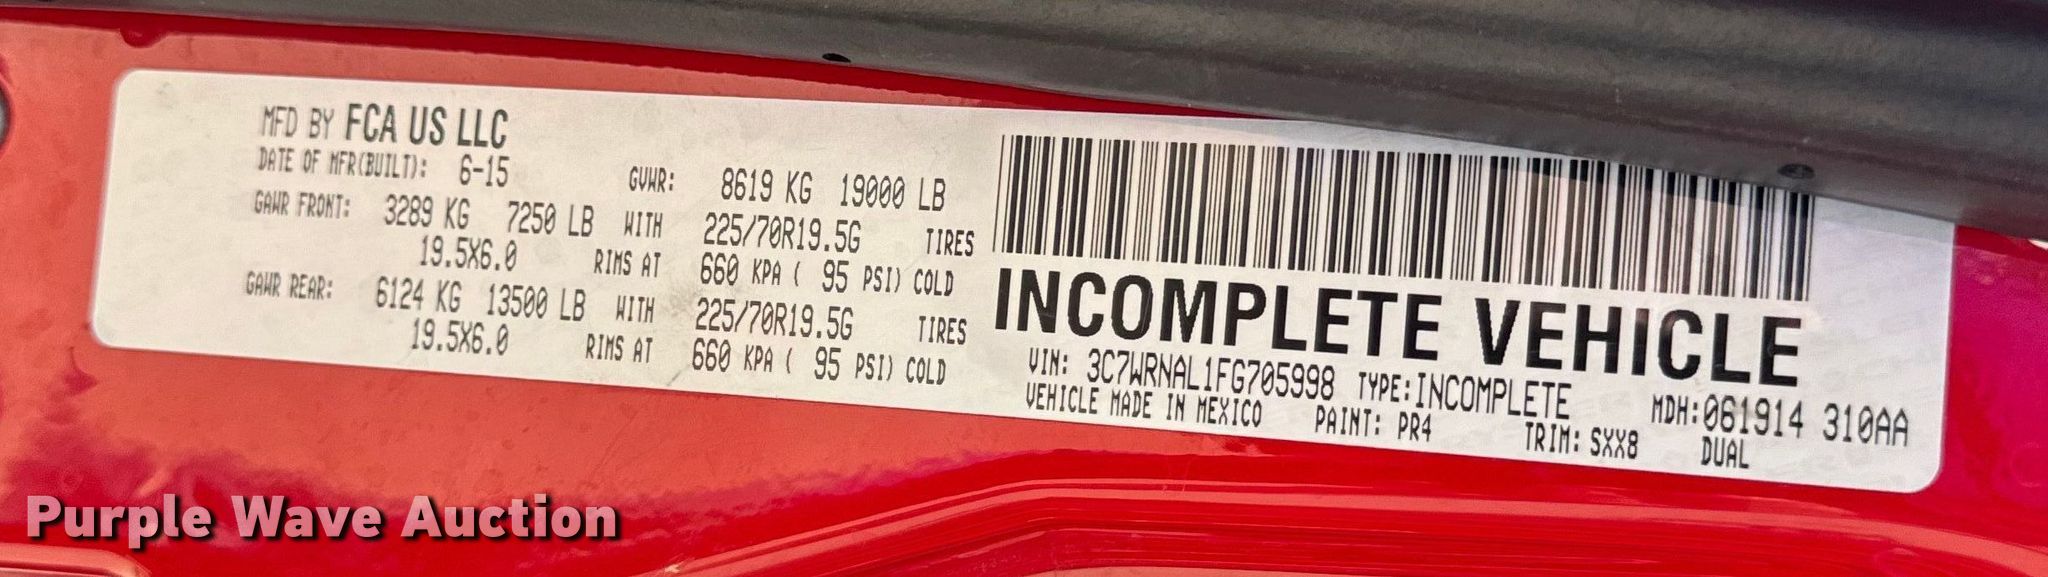 MFD BY FCA US LLC
DATE OF MFR(BUILT): 6-15 GVWR: 8619 KG 19000 LB
GAWR FRONT: 3289 KG 7250 LB WITH 225/70R19.5G TIRES
19.5X6.0 RIMS AT 660 KPA ( 95 PSI) COLD
GAWR REAR: 6124 KG 13500 LB WITH 225/70R19.5G TIRES
19.5X6.0 RIMS AT 660 KPA ( 95 PSI) COLD
INCOMPLETE VEHICLE
VIN: 3C7WRNAL1FG705998 TYPE:INCOMPLETE MDH:061914 310AA
VEHICLE MADE IN MEXICO PAINT: PR4 TRIM: SXX8 DUAL
Purple Wave Auction